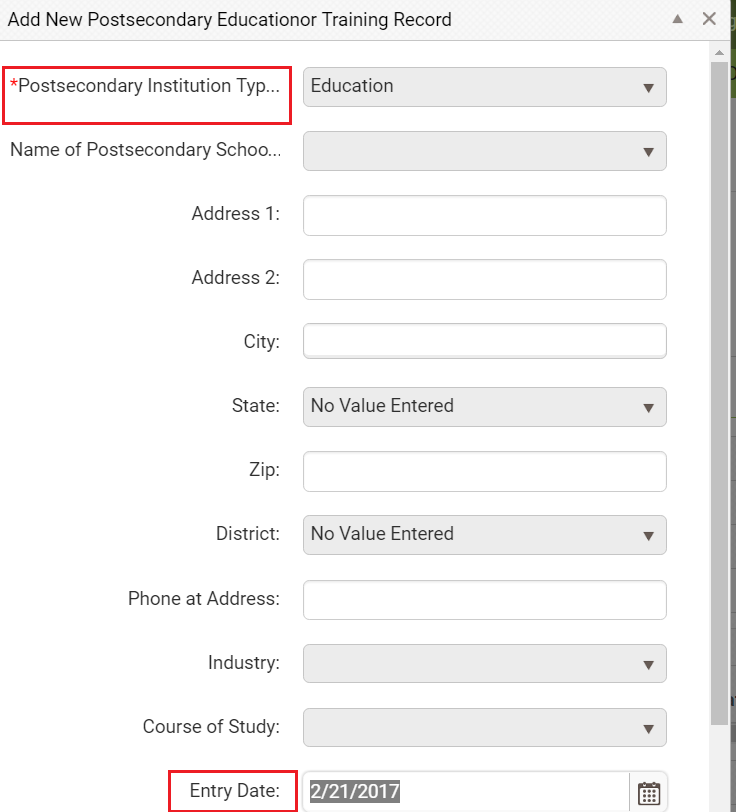 Add New Postsecondary Educationor Training Record
*Postsecondary Institution Typ... Education
Name of Postsecondary Schoo...
Address 1:
Address 2:
City:
State: No Value Entered
Zip:
District: No Value Entered
Phone at Address:
Industry:
Course of Study:
Entry Date: 2/21/2017